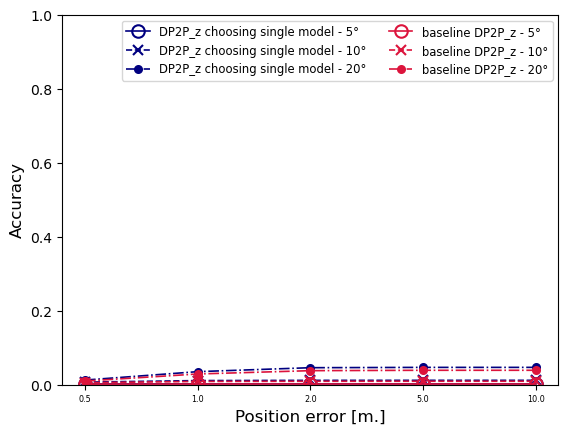 1.0
0.8
0.6
0.4
0.2
0.0
Accuracy
DP2P_z choosing single model - 5°
DP2P_z choosing single model - 10°
DP2P_z choosing single model - 20°
baseline DP2P_z - 5°
baseline DP2P_z - 10°
baseline DP2P_z - 20°
0.5 1.0 2.0 5.0 10.0
Position error [m.]